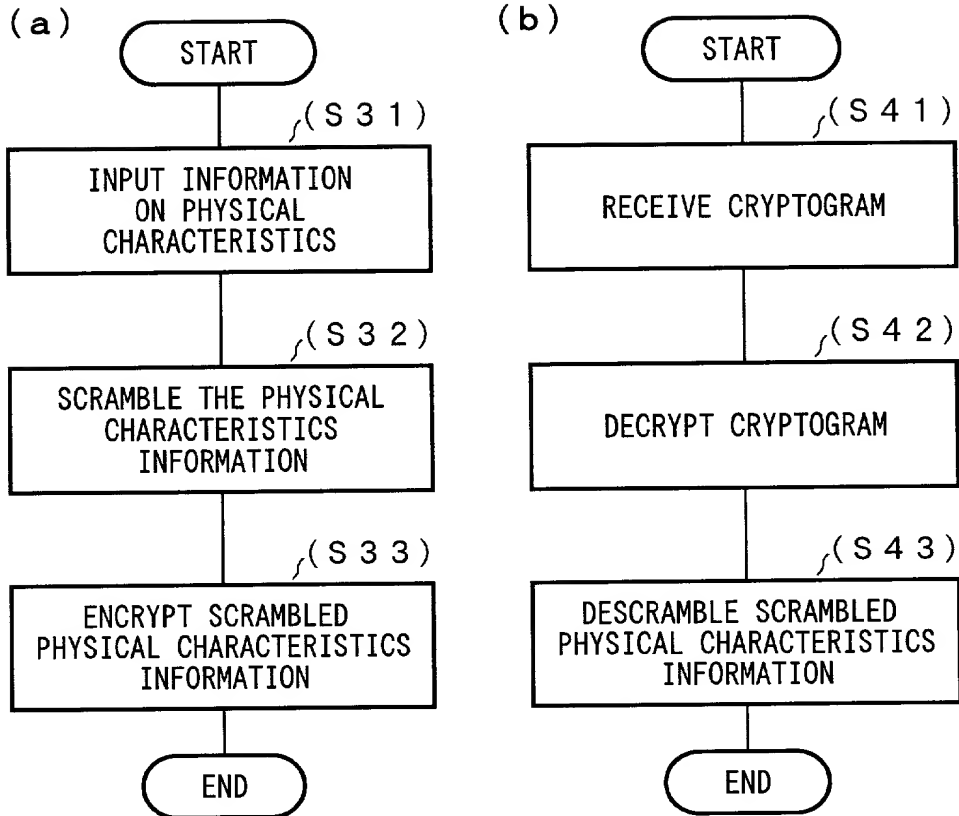 (a)
START
(S31)
INPUT INFORMATION
ON PHYSICAL
CHARACTERISTICS
(S32)
SCRAMBLE THE PHYSICAL
CHARACTERISTICS
INFORMATION
(S33)
ENCRYPT SCRAMBLED
PHYSICAL CHARACTERISTICS
INFORMATION
END
(b)
START
(S41)
RECEIVE CRYPTOGRAM
(S42)
DECRYPT CRYPTOGRAM
(S43)
DESCRAMBLE SCRAMBLED
PHYSICAL CHARACTERISTICS
INFORMATION
END